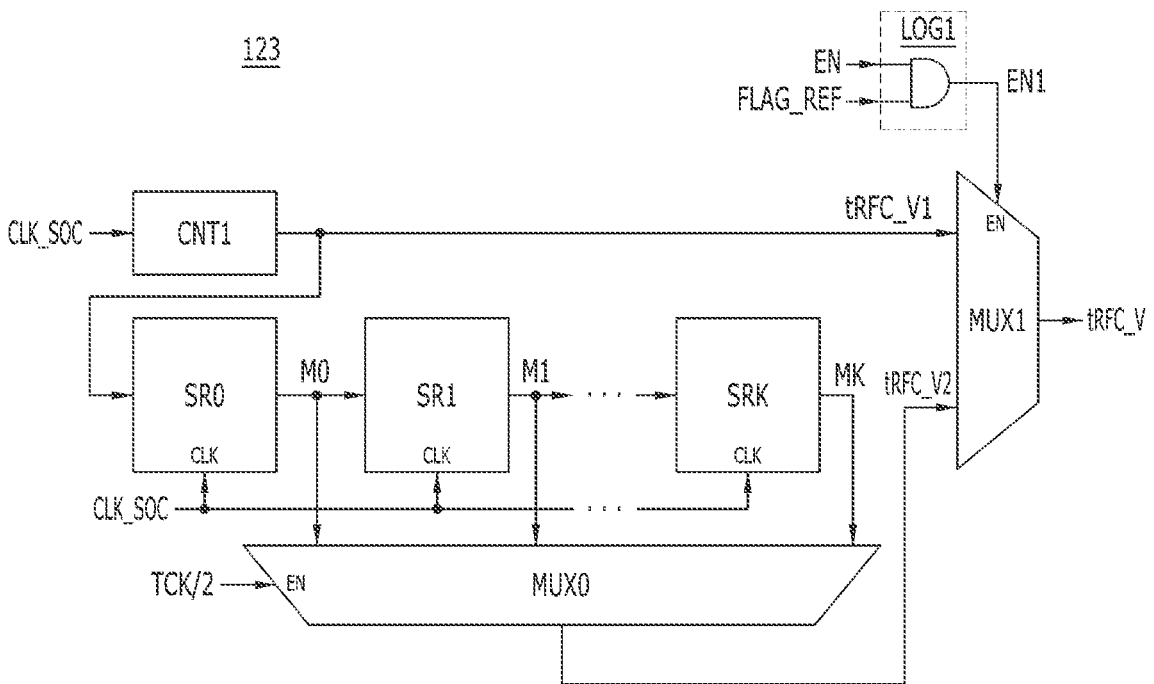 123
LOG1
EN
FLAG_REF
EN1
CLK_SOC
CNT1
tRFC_V1
EN
MUX1
tRFC_V
tRFC_V2
SR0
CLK
M0
SR1
CLK
M1
. . .
SRK
CLK
MK
CLK_SOC
. . .
TCK/2
EN
MUX0